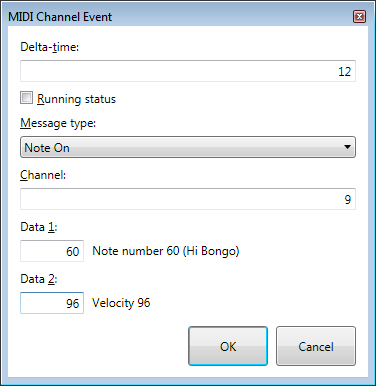 MIDI Channel Event
Delta-time:
12
Running status
Message type:
Note On
Channel:
9
Data 1:
60 Note number 60 (Hi Bongo)
Data 2:
96 Velocity 96
OK Cancel